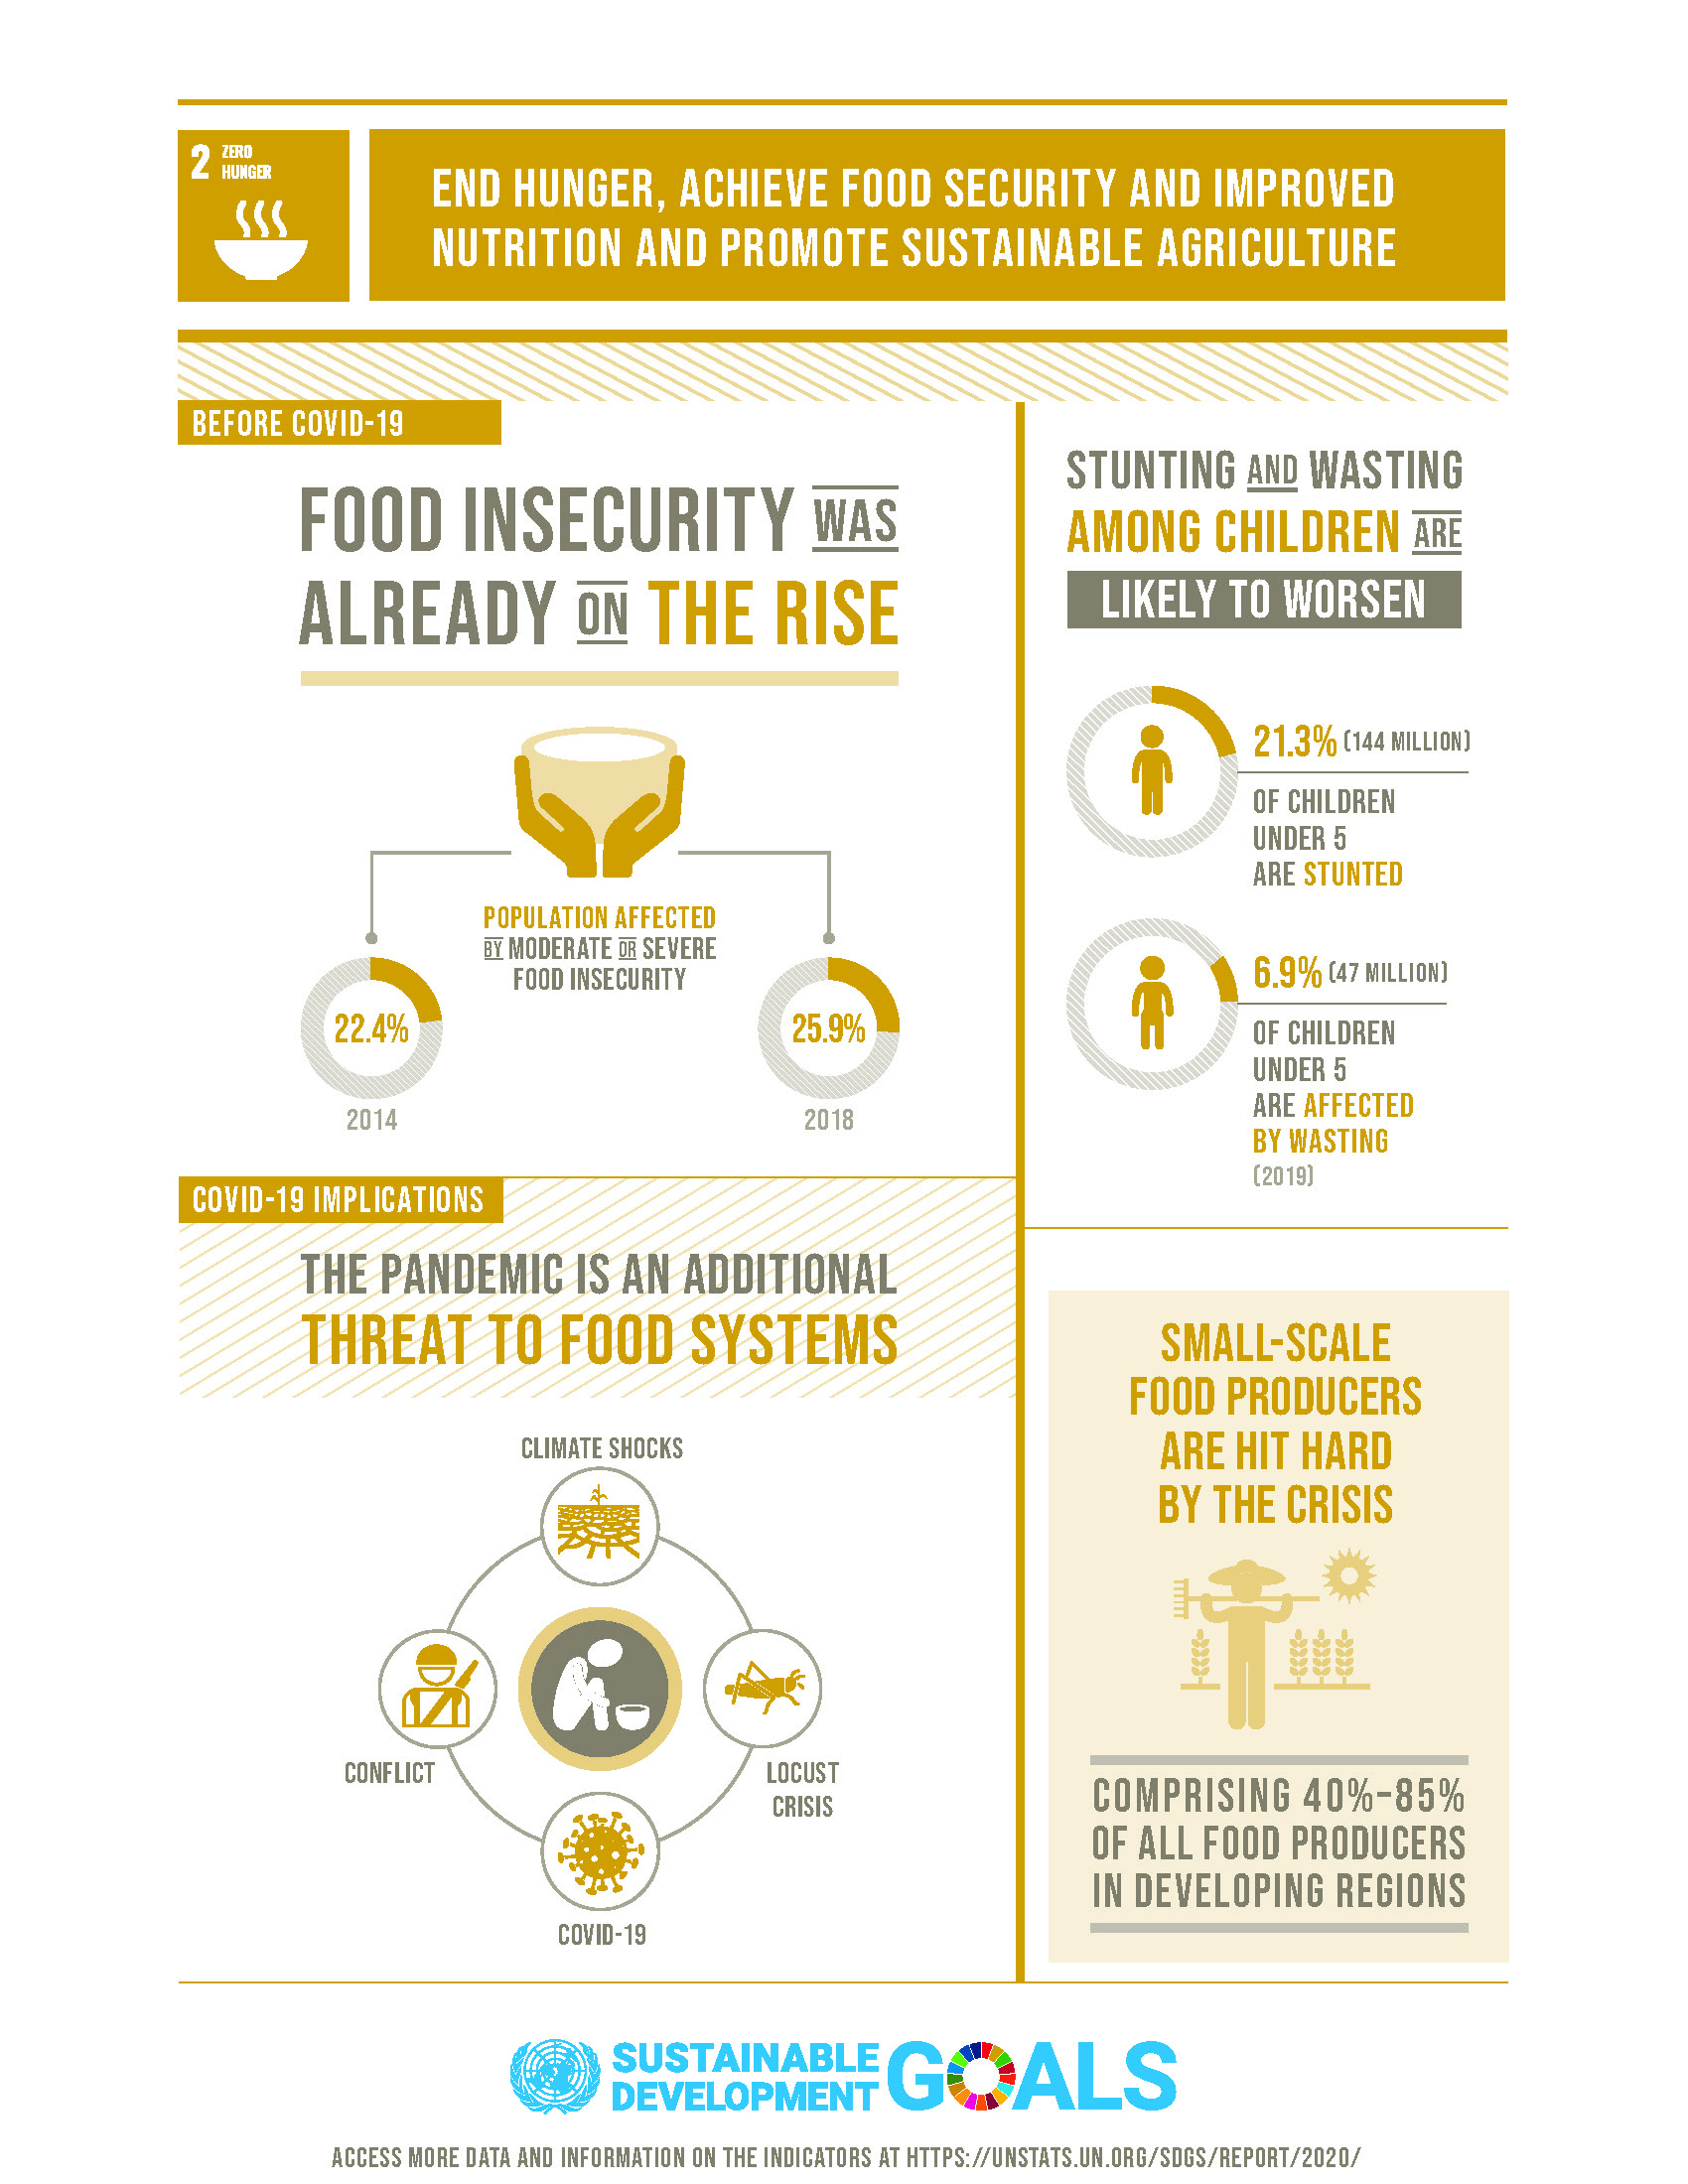 2 ZERO
HUNGER
END HUNGER, ACHIEVE FOOD SECURITY AND IMPROVED
NUTRITION AND PROMOTE SUSTAINABLE AGRICULTURE
BEFORE COVID-19
FOOD INSECURITY WAS
ALREADY ON THE RISE
POPULATION AFFECTED
BY MODERATE OR SEVERE
FOOD INSECURITY
22.4%
2014
25.9%
2018
STUNTING AND WASTING
AMONG CHILDREN ARE
LIKELY TO WORSEN
21.3% (144 MILLION)
OF CHILDREN
UNDER 5
ARE STUNTED
6.9% (47 MILLION)
OF CHILDREN
UNDER 5
ARE AFFECTED
BY WASTING
(2019)
COVID-19 IMPLICATIONS
THE PANDEMIC IS AN ADDITIONAL
THREAT TO FOOD SYSTEMS
CLIMATE SHOCKS
CONFLICT
LOCUST
CRISIS
COVID-19
SMALL-SCALE
FOOD PRODUCERS
ARE HIT HARD
BY THE CRISIS
COMPRISING 40%-85%
OF ALL FOOD PRODUCERS
IN DEVELOPING REGIONS
SUSTAINABLE
DEVELOPMENT GOALS
ACCESS MORE DATA AND INFORMATION ON THE INDICATORS AT HTTPS://UNSTATS.UN.ORG/SDGS/REPORT/2020/